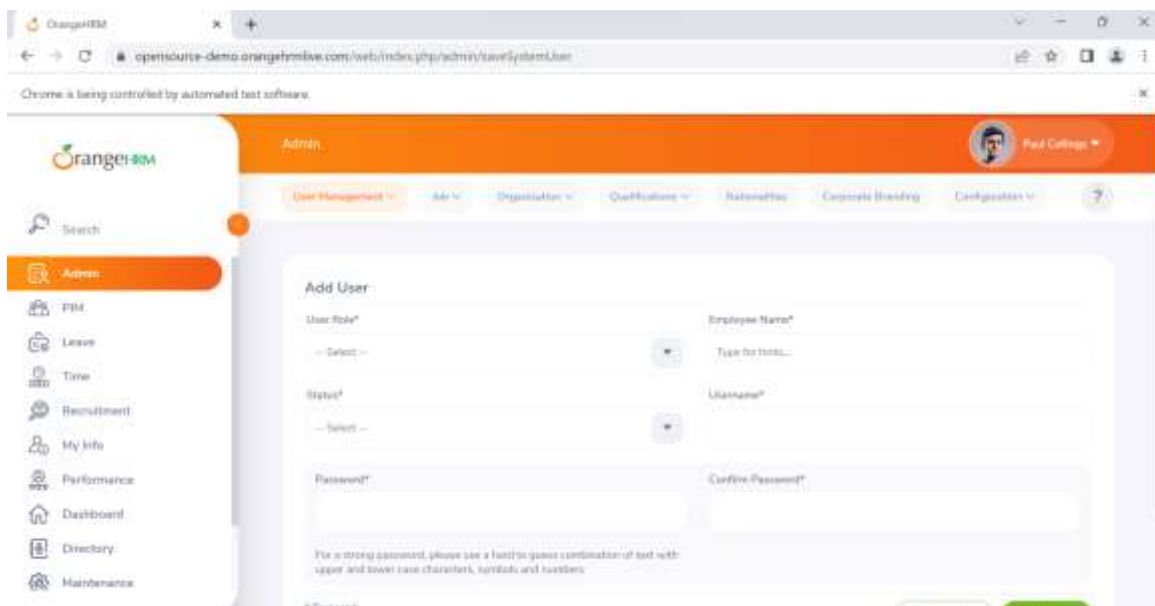 OrangeHRM
opensource-demo.orangehrmlive.com/web/index.php/admin/saveSystemUser
Chrome is being controlled by automated test software.
OrangeHRM
Admin
Paul Collings
User Management
Job
Organization
Qualifications
Nationalities
Corporate Branding
Configuration
?
Search
Admin
PIM
Leave
Time
Recruitment
My Info
Performance
Dashboard
Directory
Maintenance
Add User
User Role*
Employee Name*
-- Select --
Type for hints...
Status*
Username*
-- Select --
Password*
Confirm Password*
For a strong password, please use a hard to guess combination of text with
upper and lower case characters, symbols and numbers